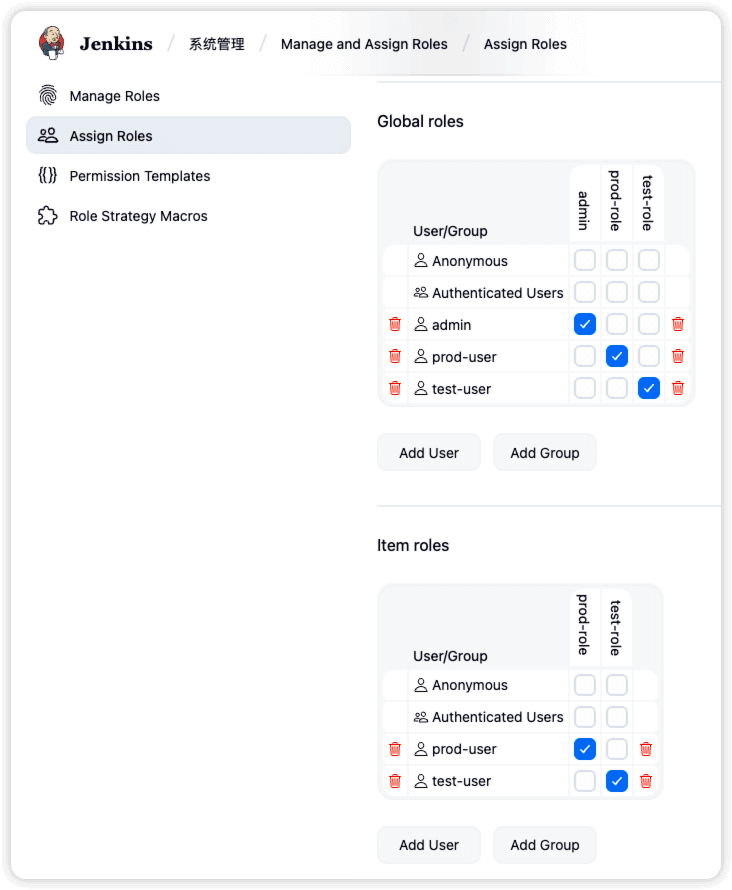 Jenkins / 系统管理 / Manage and Assign Roles / Assign Roles
Manage Roles
Assign Roles
Permission Templates
Role Strategy Macros
Global roles
User/Group admin prod-role test-role
Anonymous
Authenticated Users
admin
prod-user
test-user
Add User Add Group
Item roles
User/Group prod-role test-role
Anonymous
Authenticated Users
prod-user
test-user
Add User Add Group